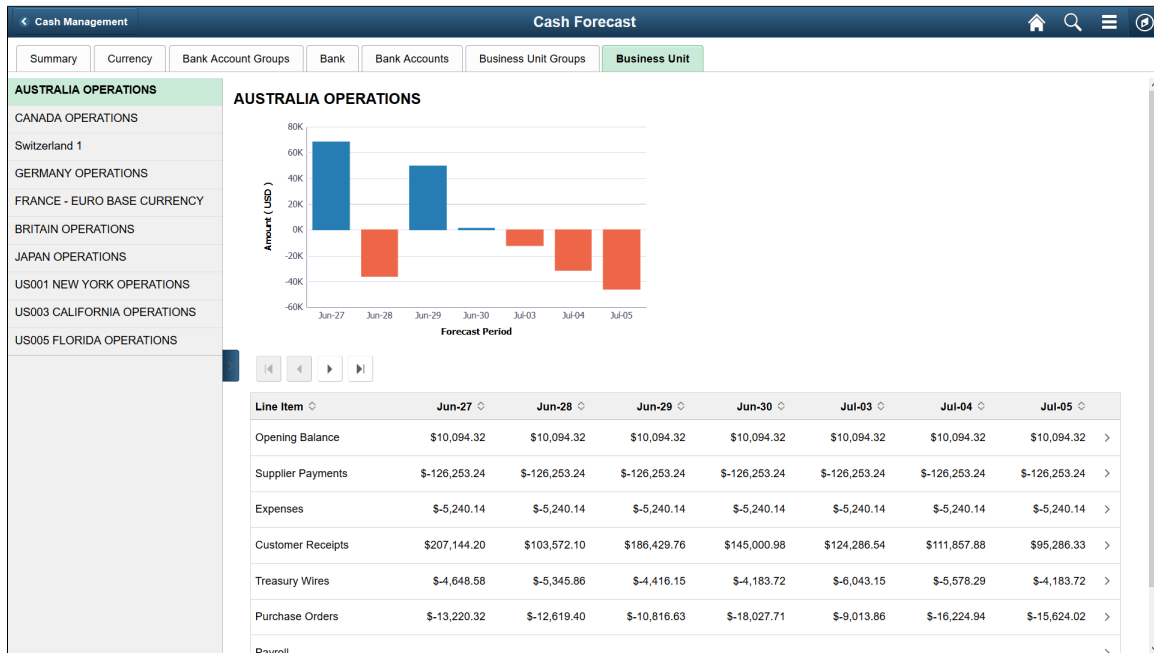 Cash Management
Cash Forecast
Summary Currency Bank Account Groups Bank Bank Accounts Business Unit Groups Business Unit
AUSTRALIA OPERATIONS
CANADA OPERATIONS
Switzerland 1
GERMANY OPERATIONS
FRANCE - EURO BASE CURRENCY
BRITAIN OPERATIONS
JAPAN OPERATIONS
US001 NEW YORK OPERATIONS
US003 CALIFORNIA OPERATIONS
US005 FLORIDA OPERATIONS
AUSTRALIA OPERATIONS
80K
60K
40K
20K
0K
-20K
-40K
-60K
Amount ( USD )
Jun-27 Jun-28 Jun-29 Jun-30 Jul-03 Jul-04 Jul-05
Forecast Period
Line Item Jun-27 Jun-28 Jun-29 Jun-30 Jul-03 Jul-04 Jul-05
Opening Balance $10,094.32 $10,094.32 $10,094.32 $10,094.32 $10,094.32 $10,094.32 $10,094.32
Supplier Payments $-126,253.24 $-126,253.24 $-126,253.24 $-126,253.24 $-126,253.24 $-126,253.24 $-126,253.24
Expenses $-5,240.14 $-5,240.14 $-5,240.14 $-5,240.14 $-5,240.14 $-5,240.14 $-5,240.14
Customer Receipts $207,144.20 $103,572.10 $186,429.76 $145,000.98 $124,286.54 $111,857.88 $95,286.33
Treasury Wires $-4,648.58 $-5,345.86 $-4,416.15 $-4,183.72 $-6,043.15 $-5,578.29 $-4,183.72
Purchase Orders $-13,220.32 $-12,619.40 $-10,816.63 $-18,027.71 $-9,013.86 $-16,224.94 $-15,624.02
Payroll